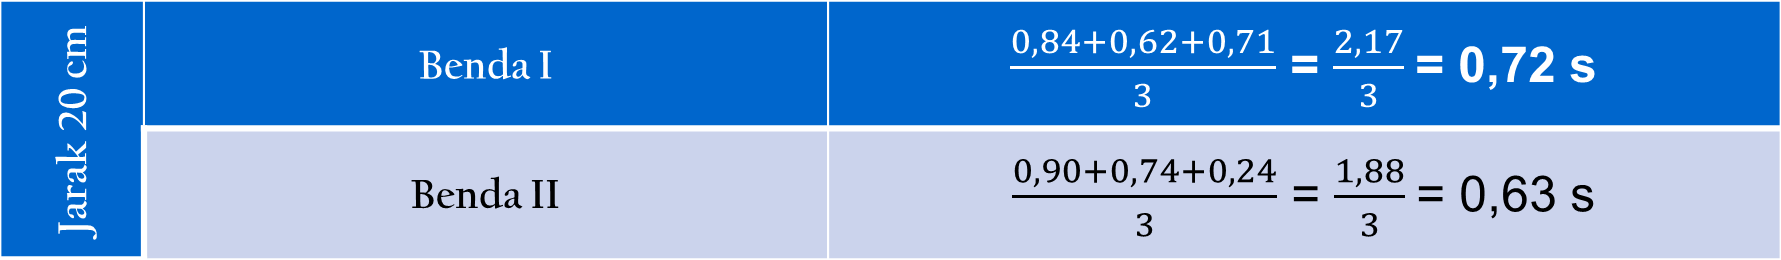 Jarak 20 cm
Benda I
0,84+0,62+0,71/3 = 2,17/3 = 0,72 s
Benda II
0,90+0,74+0,24/3 = 1,88/3 = 0,63 s